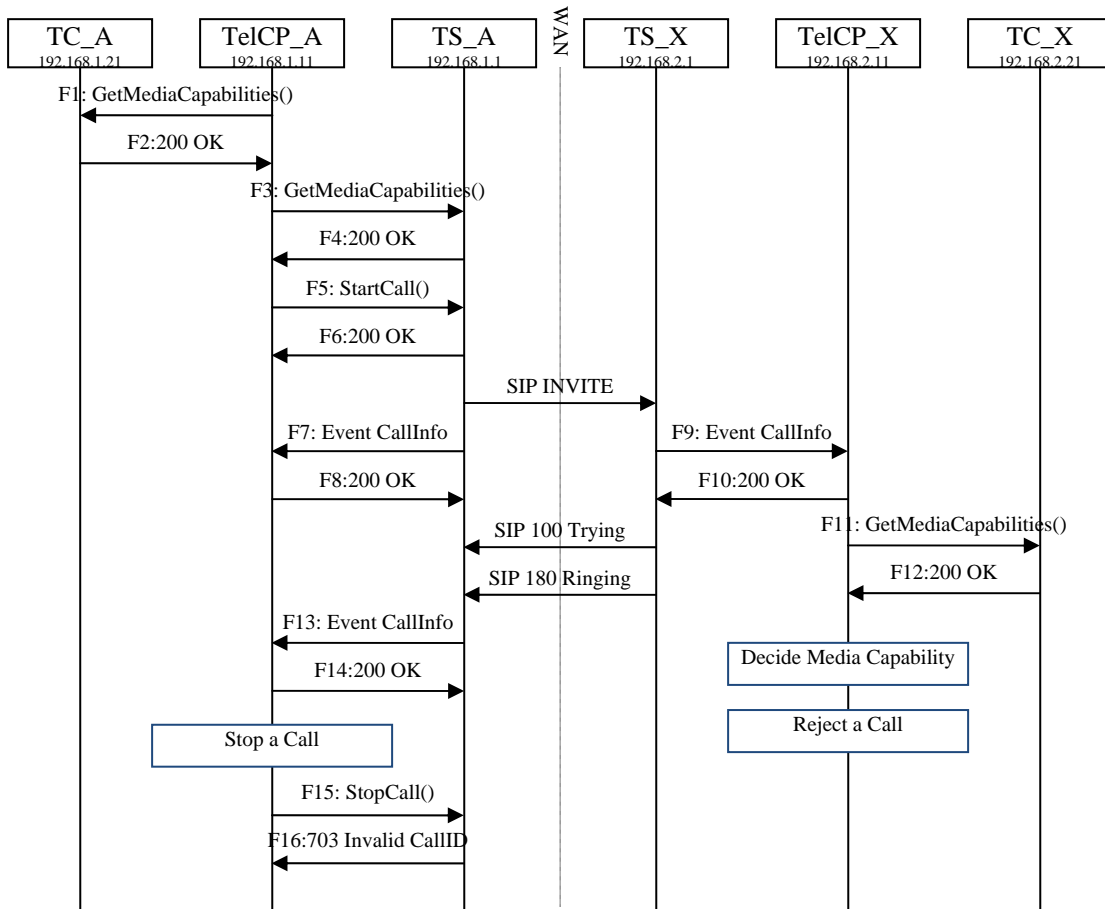 TC_A
192.168.1.21
TelCP_A
192.168.1.11
TS_A
192.168.1.1
WAN
TS_X
192.168.2.1
TelCP_X
192.168.2.11
TC_X
192.168.2.21
F1: GetMediaCapabilities()
F2:200 OK
F3: GetMediaCapabilities()
F4:200 OK
F5: StartCall()
F6:200 OK
SIP INVITE
F7: Event CallInfo
F9: Event CallInfo
F8:200 OK
F10:200 OK
F11: GetMediaCapabilities()
SIP 100 Trying
F12:200 OK
SIP 180 Ringing
F13: Event CallInfo
Decide Media Capability
F14:200 OK
Reject a Call
Stop a Call
F15: StopCall()
F16:703 Invalid CallID